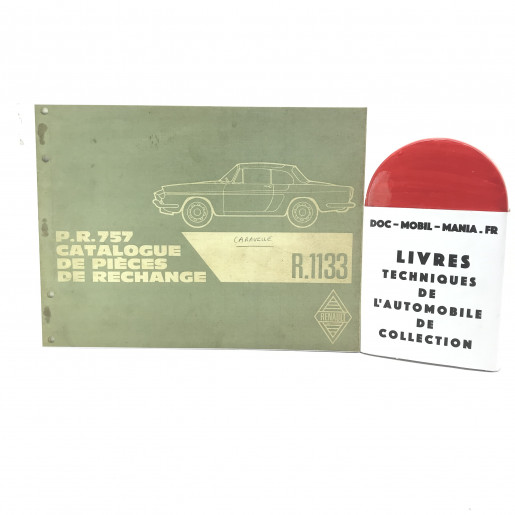 P.R.757
CATALOGUE
DE PIÈCES
DE RECHANGE
CARAVELLE
R.1133
RENAULT
DOC - MOBIL - MANIA . FR
LIVRES
TECHNIQUES
DE
L'AUTOMOBILE
DE
COLLECTION